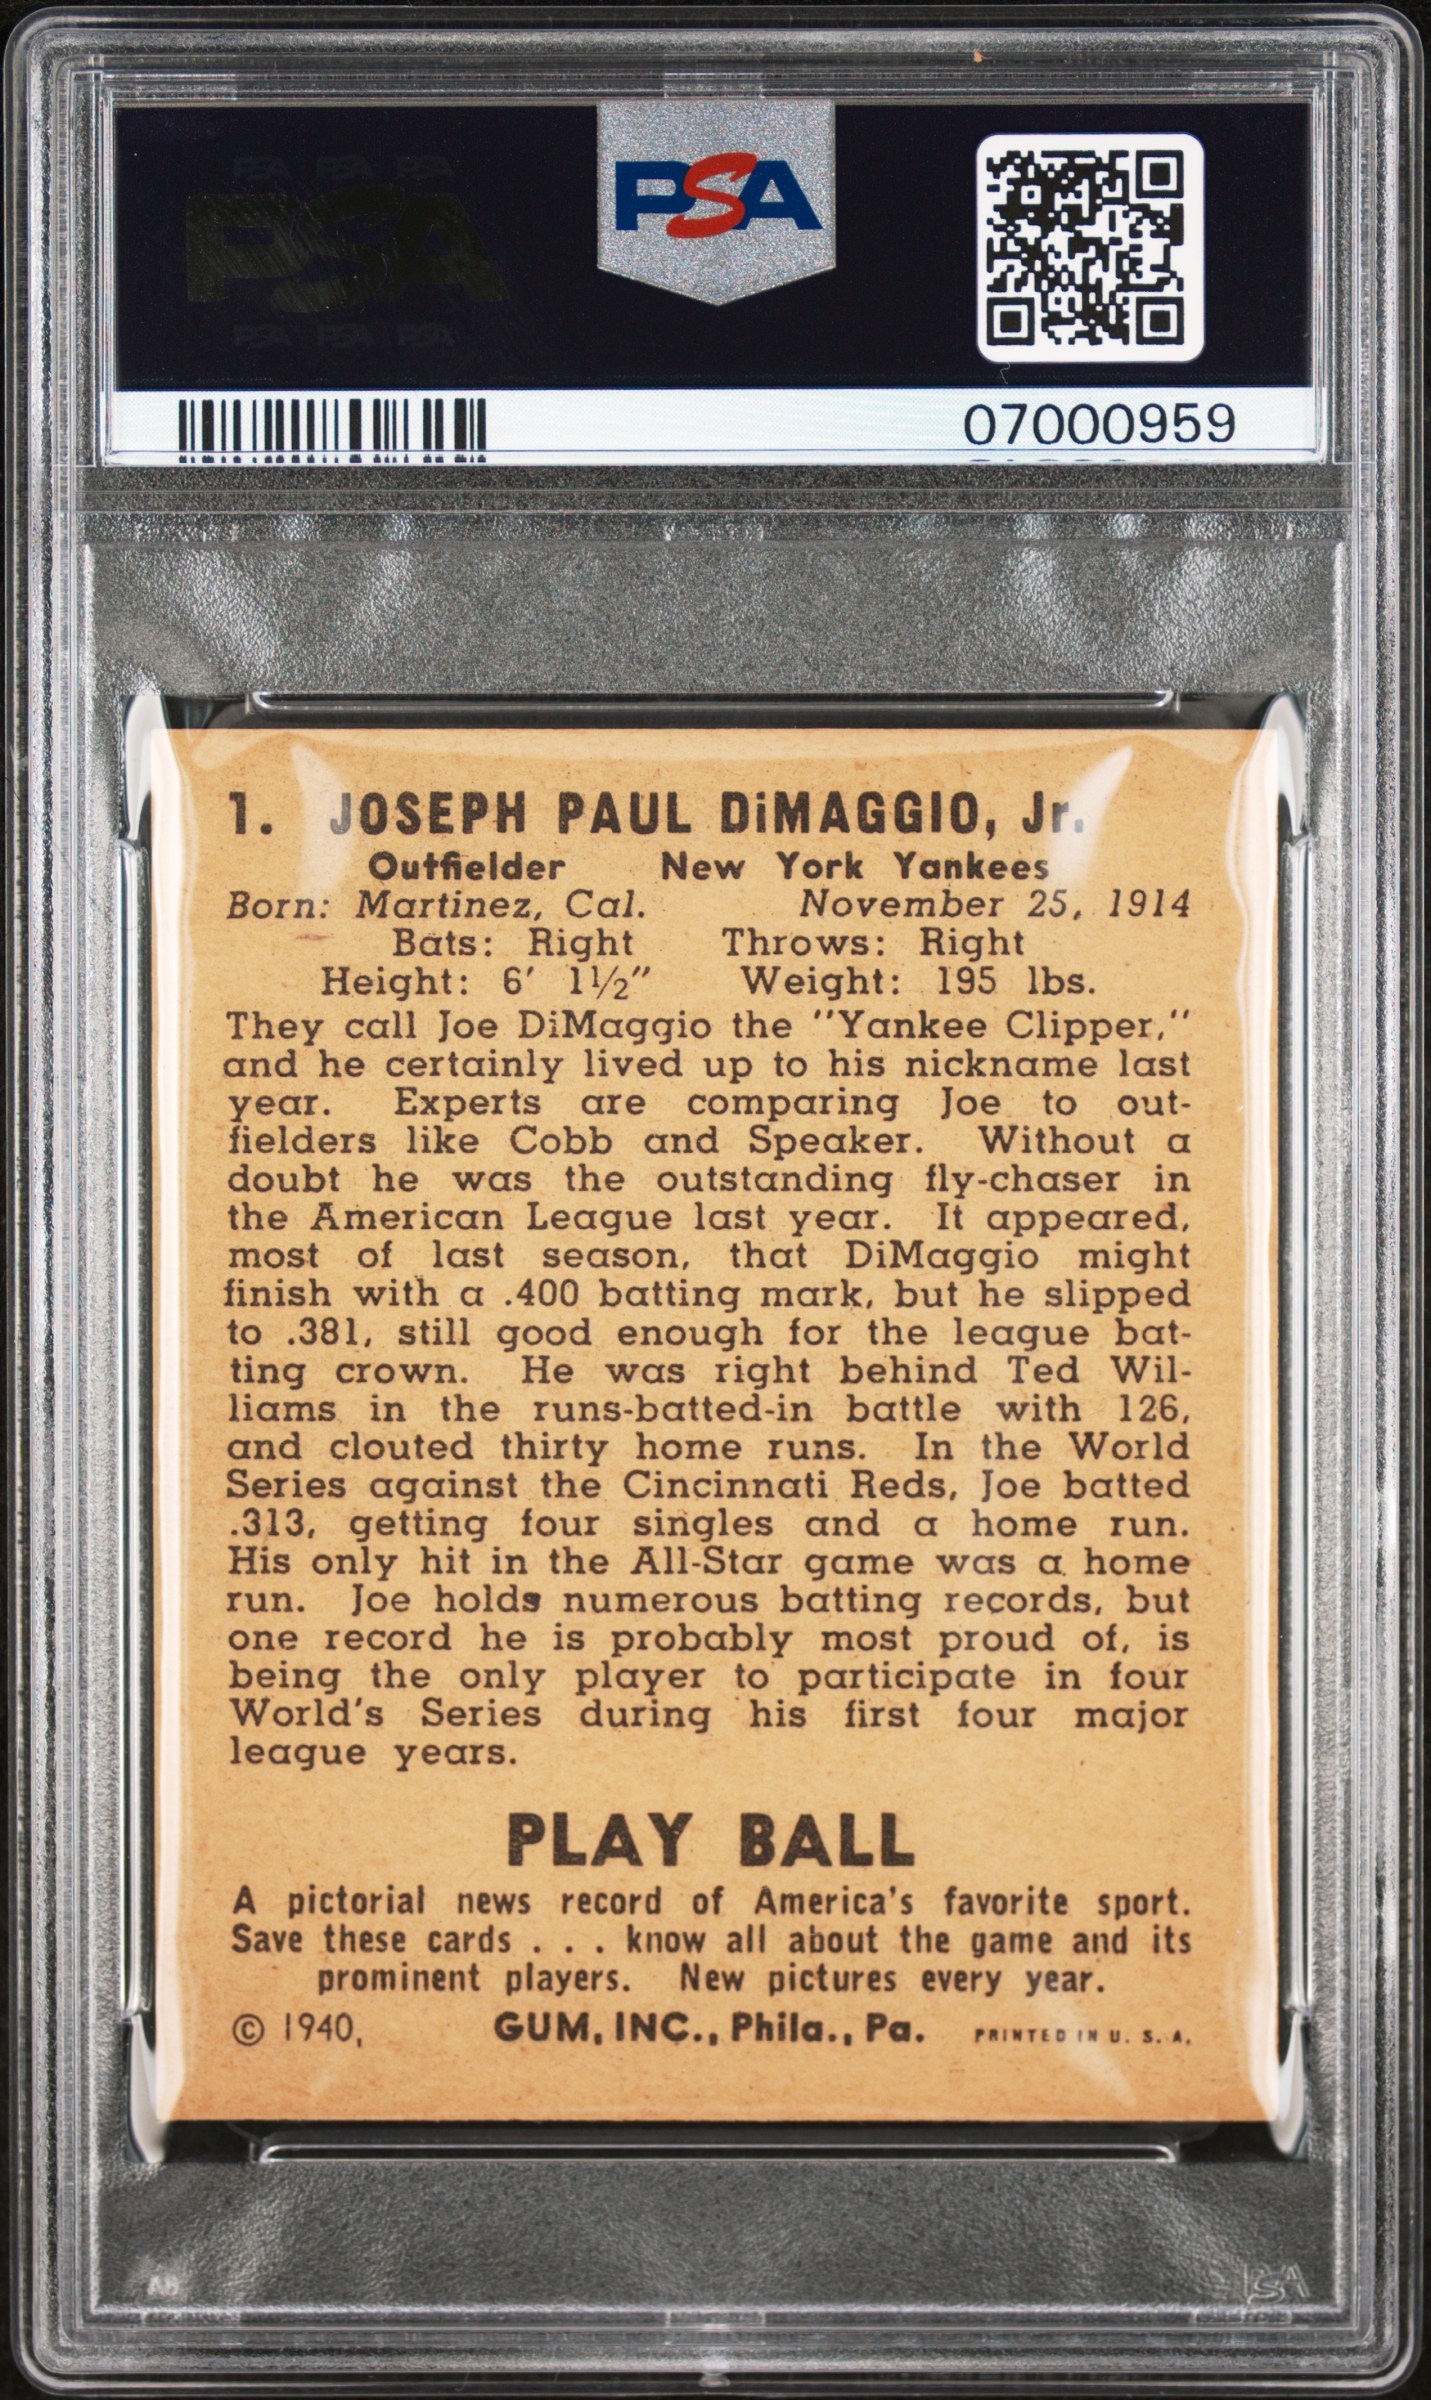 PSA PSA PSA
PSA
PSA PSA PSA
PSA
07000959
1. JOSEPH PAUL DiMAGGIO, Jr.
Outfielder New York Yankees
Born: Martinez, Cal. November 25, 1914
Bats: Right Throws: Right
Height: 6' 1½" Weight: 195 lbs.
They call Joe DiMaggio the "Yankee Clipper,"
and he certainly lived up to his nickname last
year. Experts are comparing Joe to out-
fielders like Cobb and Speaker. Without a
doubt he was the outstanding fly-chaser in
the American League last year. It appeared,
most of last season, that DiMaggio might
finish with a .400 batting mark, but he slipped
to .381, still good enough for the league bat-
ting crown. He was right behind Ted Wil-
liams in the runs-batted-in battle with 126,
and clouted thirty home runs. In the World
Series against the Cincinnati Reds, Joe batted
.313, getting four singles and a home run.
His only hit in the All-Star game was a home
run. Joe holds numerous batting records, but
one record he is probably most proud of, is
being the only player to participate in four
World's Series during his first four major
league years.
PLAY BALL
A pictorial news record of America's favorite sport.
Save these cards . . . know all about the game and its
prominent players. New pictures every year.
© 1940, GUM, INC., Phila., Pa. PRINTED IN U. S. A.
PSA